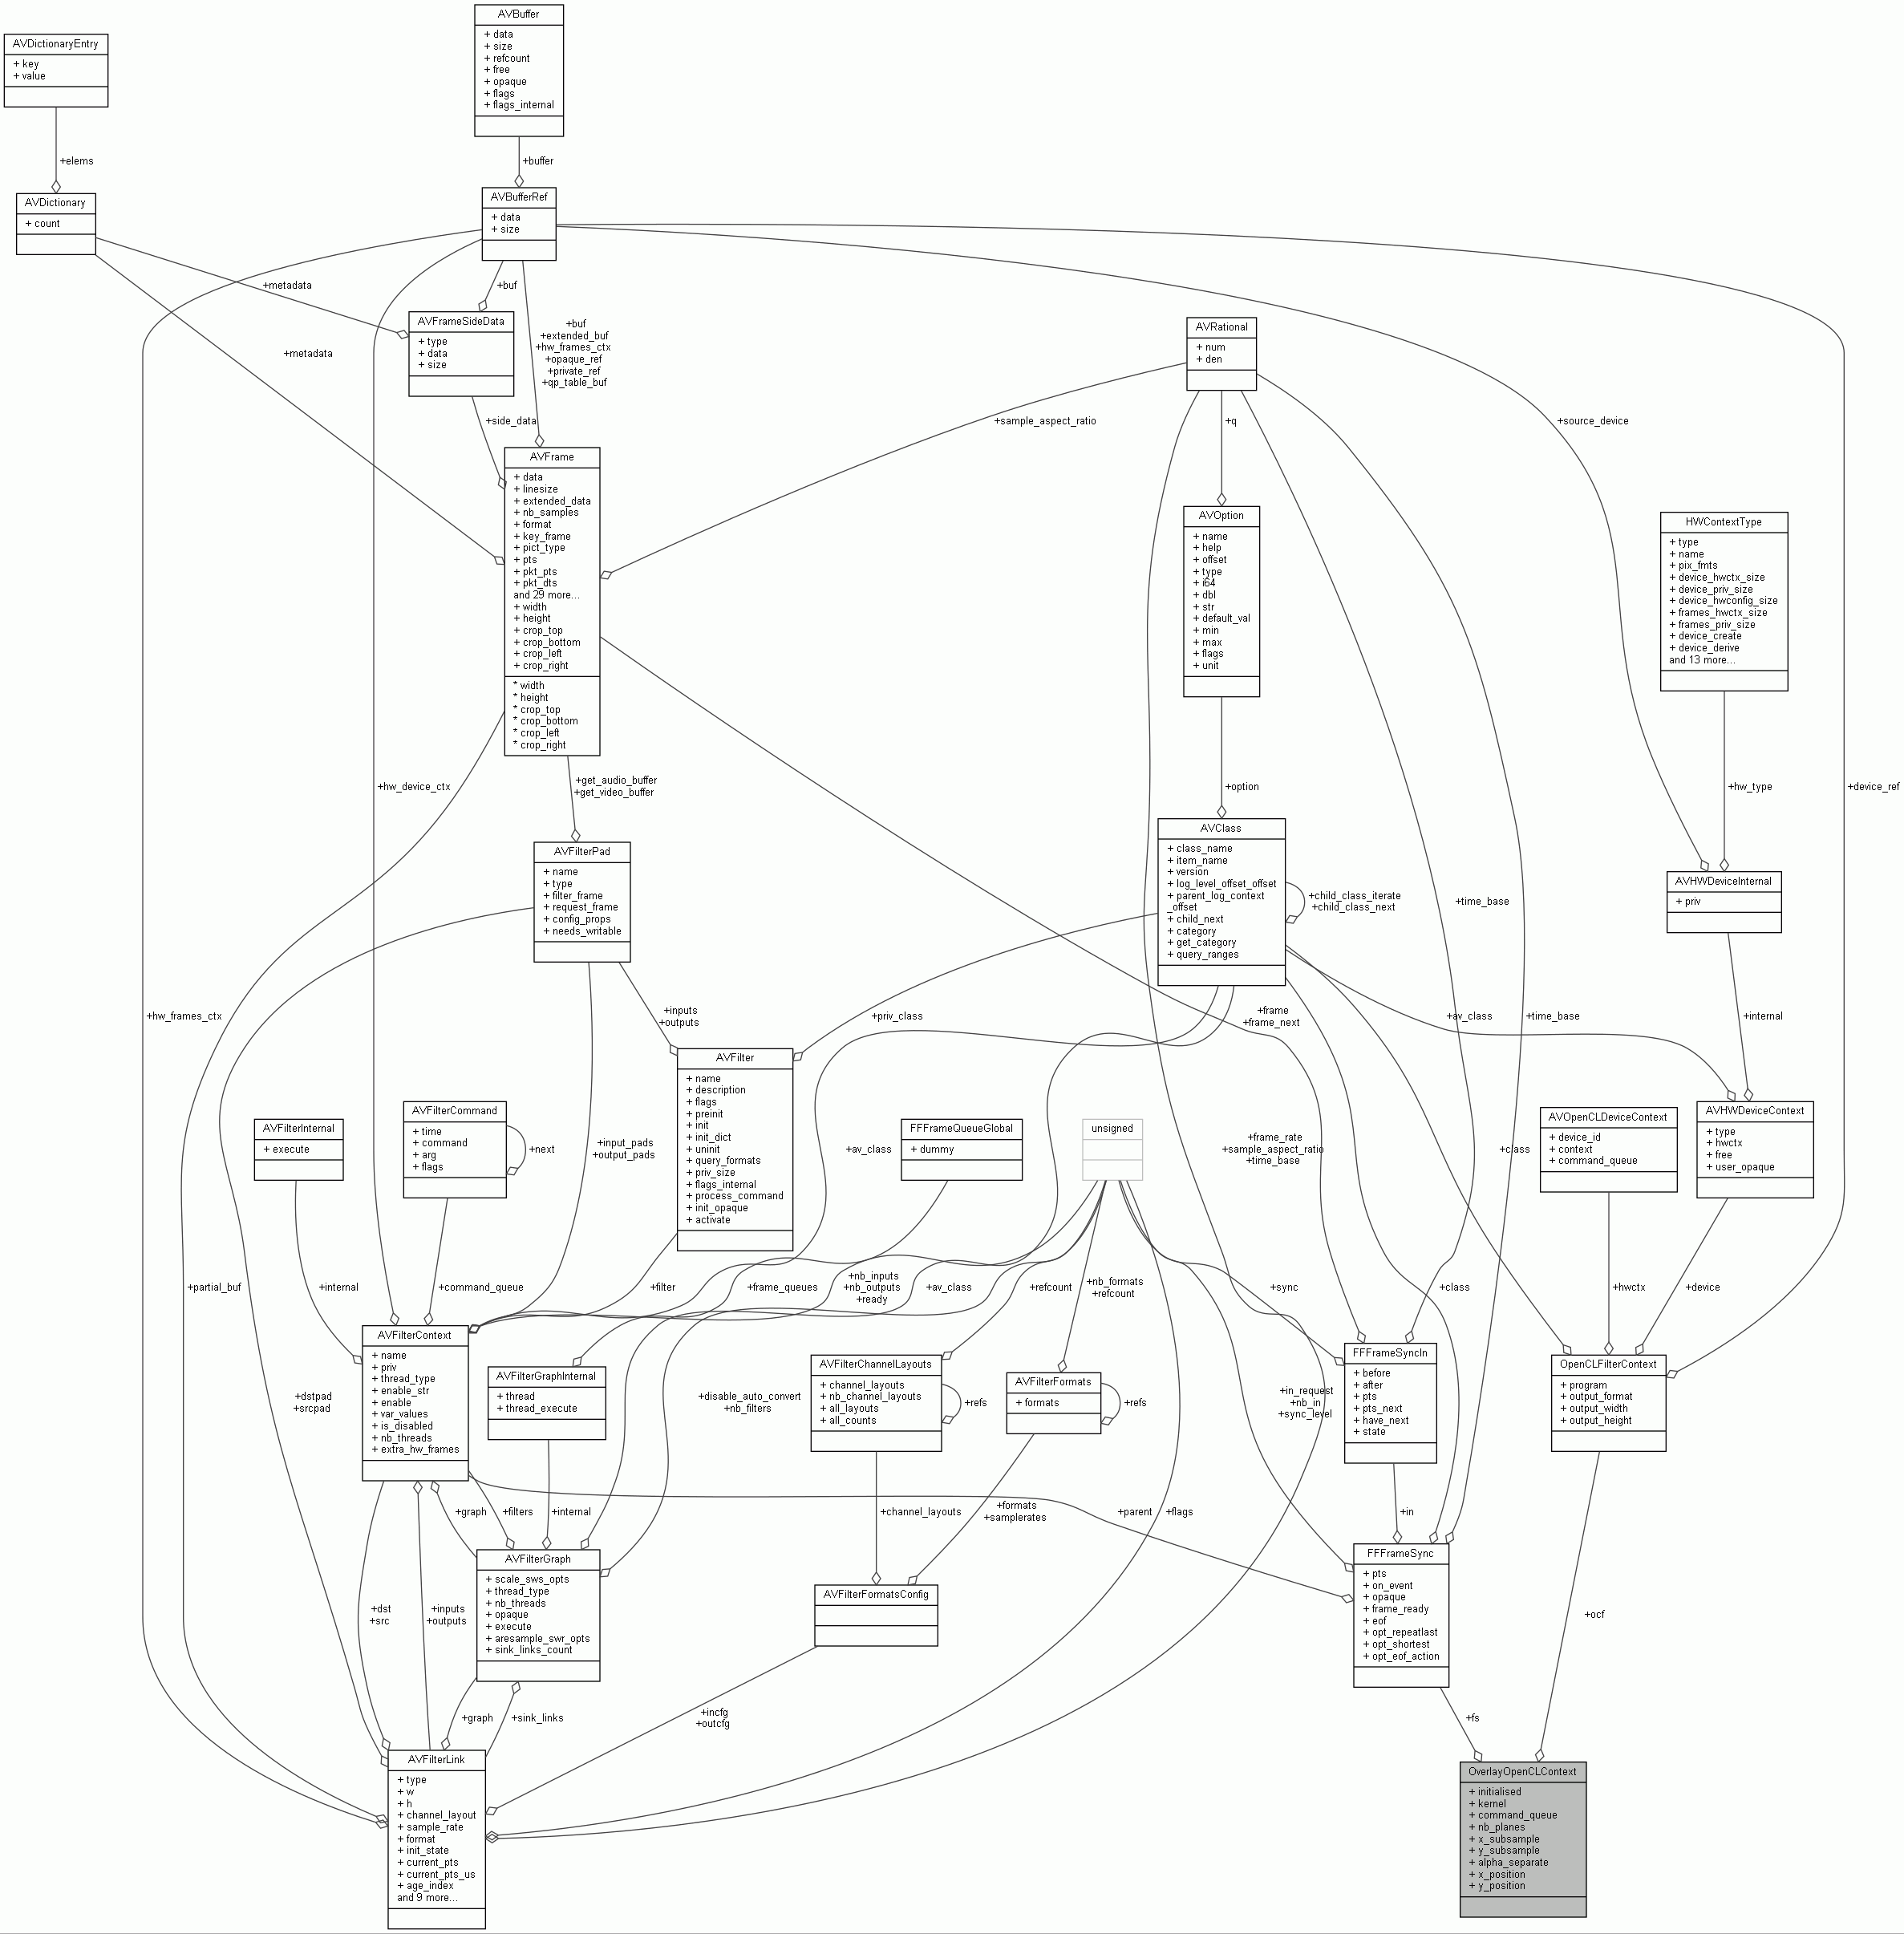 AVBuffer
+ data
+ size
+ refcount
+ free
+ opaque
+ flags
+ flags_internal
AVDictionaryEntry
+ key
+ value
+elems
+buffer
AVDictionary
+ count
AVBufferRef
+ data
+ size
+metadata
+buf
AVFrameSideData
+ type
+ data
+ size
+metadata
+buf
+extended_buf
+hw_frames_ctx
+opaque_ref
+private_ref
+qp_table_buf
AVRational
+ num
+ den
+side_data
+sample_aspect_ratio
+q
+source_device
AVFrame
+ data
+ linesize
+ extended_data
+ nb_samples
+ format
+ key_frame
+ pict_type
+ pts
+ pkt_pts
+ pkt_dts
and 29 more...
+ width
+ height
+ crop_top
+ crop_bottom
+ crop_left
+ crop_right
* width
* height
* crop_top
* crop_bottom
* crop_left
* crop_right
AVOption
+ name
+ help
+ offset
+ type
+ i64
+ dbl
+ str
+ default_val
+ min
+ max
+ flags
+ unit
HWContextType
+ type
+ name
+ pix_fmts
+ device_hwctx_size
+ device_priv_size
+ device_hwconfig_size
+ frames_hwctx_size
+ frames_priv_size
+ device_create
+ device_derive
and 13 more...
+hw_device_ctx
+get_audio_buffer
+get_video_buffer
+option
+hw_type
+device_ref
AVFilterPad
+ name
+ type
+ filter_frame
+ request_frame
+ config_props
+ needs_writable
AVClass
+ class_name
+ item_name
+ version
+ log_level_offset_offset
+ parent_log_context
_offset
+ child_next
+ category
+ get_category
+ query_ranges
+child_class_iterate
+child_class_next
+time_base
AVHWDeviceInternal
+ priv
+hw_frames_ctx
+inputs
+outputs
+priv_class
+frame
+frame_next
+av_class
+time_base
+internal
AVFilter
+ name
+ description
+ flags
+ preinit
+ init
+ init_dict
+ uninit
+ query_formats
+ priv_size
+ flags_internal
+ process_command
+ init_opaque
+ activate
AVFilterInternal
+ execute
AVFilterCommand
+ time
+ command
+ arg
+ flags
+next
+input_pads
+output_pads
+av_class
FFFrameQueueGlobal
+ dummy
unsigned
+frame_rate
+sample_aspect_ratio
+time_base
+class
AVOpenCLDeviceContext
+ device_id
+ context
+ command_queue
AVHWDeviceContext
+ type
+ hwctx
+ free
+ user_opaque
+partial_buf
+internal
+command_queue
+filter
+frame_queues
+nb_inputs
+nb_outputs
+ready
+av_class
+refcount
+nb_formats
+refcount
+sync
+class
+hwctx
+device
AVFilterContext
+ name
+ priv
+ thread_type
+ enable_str
+ enable
+ var_values
+ is_disabled
+ nb_threads
+ extra_hw_frames
+dstpad
+srcpad
AVFilterGraphInternal
+ thread
+ thread_execute
+disable_auto_convert
+nb_filters
AVFilterChannelLayouts
+ channel_layouts
+ nb_channel_layouts
+ all_layouts
+ all_counts
+refs
AVFilterFormats
+ formats
+refs
+in_request
+nb_in
+sync_level
FFFrameSyncIn
+ before
+ after
+ pts
+ pts_next
+ have_next
+ state
OpenCLFilterContext
+ program
+ output_format
+ output_width
+ output_height
+graph
+filters
+internal
+channel_layouts
+formats
+samplerates
+parent
+flags
+in
AVFilterGraph
+ scale_sws_opts
+ thread_type
+ nb_threads
+ opaque
+ execute
+ aresample_swr_opts
+ sink_links_count
+dst
+src
+inputs
+outputs
AVFilterFormatsConfig
FFFrameSync
+ pts
+ on_event
+ opaque
+ frame_ready
+ eof
+ opt_repeatlast
+ opt_shortest
+ opt_eof_action
+ocf
+graph
+sink_links
+incfg
+outcfg
+fs
AVFilterLink
+ type
+ w
+ h
+ channel_layout
+ sample_rate
+ format
+ init_state
+ current_pts
+ current_pts_us
+ age_index
and 9 more...
OverlayOpenCLContext
+ initialised
+ kernel
+ command_queue
+ nb_planes
+ x_subsample
+ y_subsample
+ alpha_separate
+ x_position
+ y_position